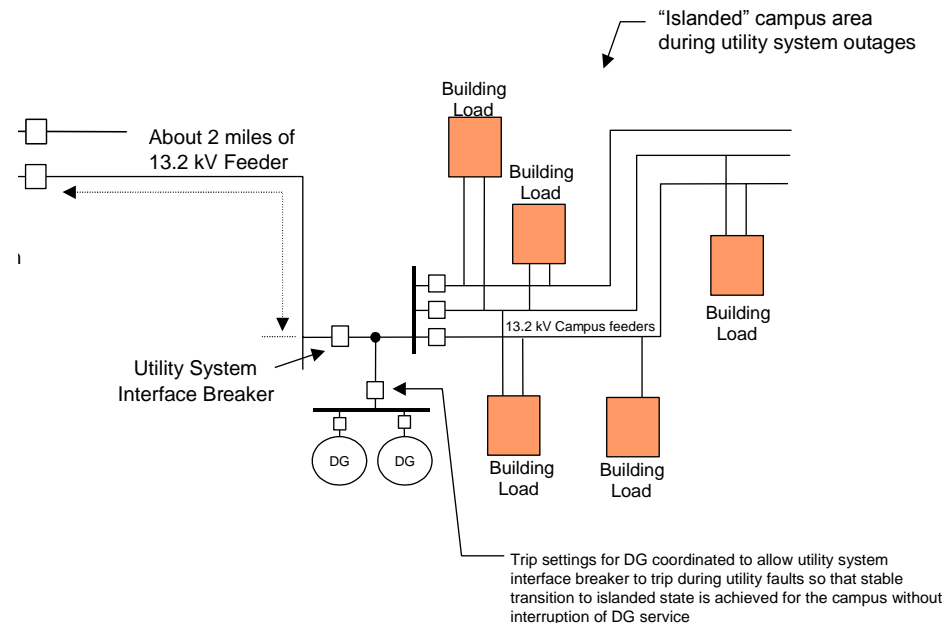 “Islanded” campus area
during utility system outages
Building
Load
About 2 miles of
13.2 kV Feeder
Building
Load
Building
Load
13.2 kV Campus feeders
Utility System
Interface Breaker
DG
DG
Building
Load
Building
Load
Trip settings for DG coordinated to allow utility system
interface breaker to trip during utility faults so that stable
transition to islanded state is achieved for the campus without
interruption of DG service